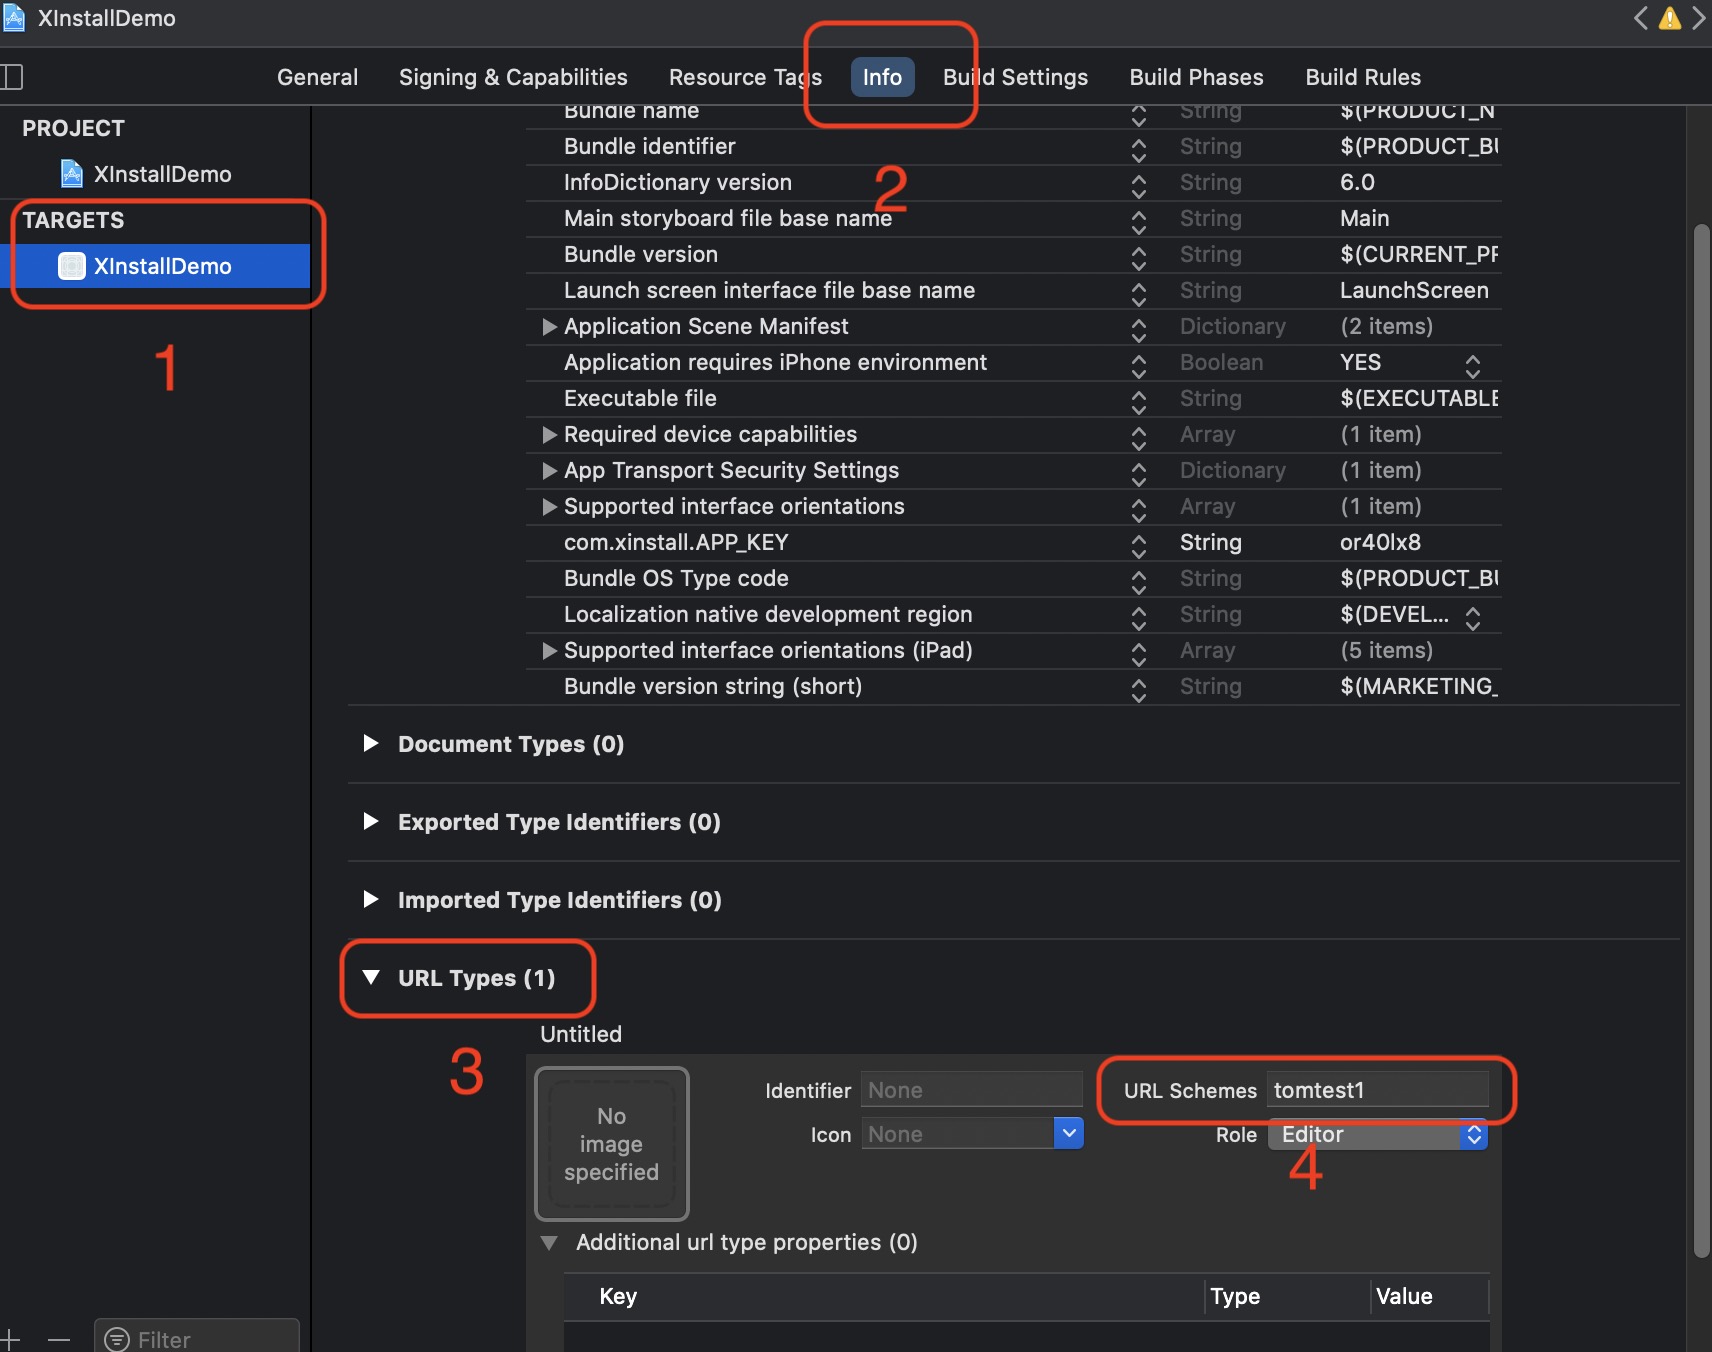 XInstallDemo
General Signing & Capabilities Resource Tags Info Build Settings Build Phases Build Rules
PROJECT
XInstallDemo
TARGETS
XInstallDemo
1
2
Bundle name String $(PRODUCT_N
Bundle identifier String $(PRODUCT_BU
InfoDictionary version String 6.0
Main storyboard file base name String Main
Bundle version String $(CURRENT_PR
Launch screen interface file base name String LaunchScreen
Application Scene Manifest Dictionary (2 items)
Application requires iPhone environment Boolean YES
Executable file String $(EXECUTABLE
Required device capabilities Array (1 item)
App Transport Security Settings Dictionary (1 item)
Supported interface orientations Array (1 item)
com.xinstall.APP_KEY String or40lx8
Bundle OS Type code String $(PRODUCT_BU
Localization native development region String $(DEVEL...
Supported interface orientations (iPad) Array (5 items)
Bundle version string (short) String $(MARKETING_
Document Types (0)
Exported Type Identifiers (0)
Imported Type Identifiers (0)
URL Types (1)
3
Untitled
No
image
specified
Identifier None URL Schemes tomtest1
Icon None Role Editor
4
Additional url type properties (0)
Key Type Value
Filter